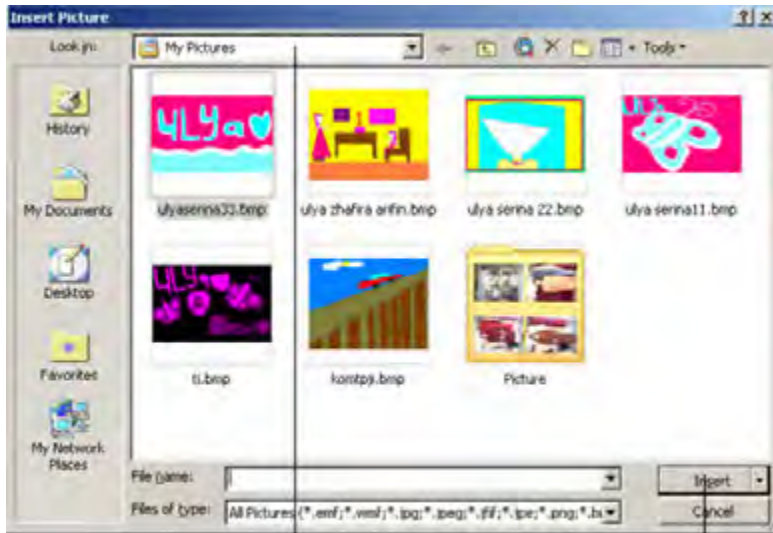 Insert Picture
Look in:
My Pictures
Tools
History
My Documents
Desktop
Favorites
My Network
Places
ULYa
ulyaserina33.bmp
ulya zhafira arifin.bmp
ulya serina 22.bmp
ulya serina11.bmp
ULY
ti.bmp
Picture
File name:
Insert
Files of type:
All Pictures (*.emf;*.wmf;*.jpg;*.jpeg;*.jfif;*.jpe;*.png;*.b
Cancel